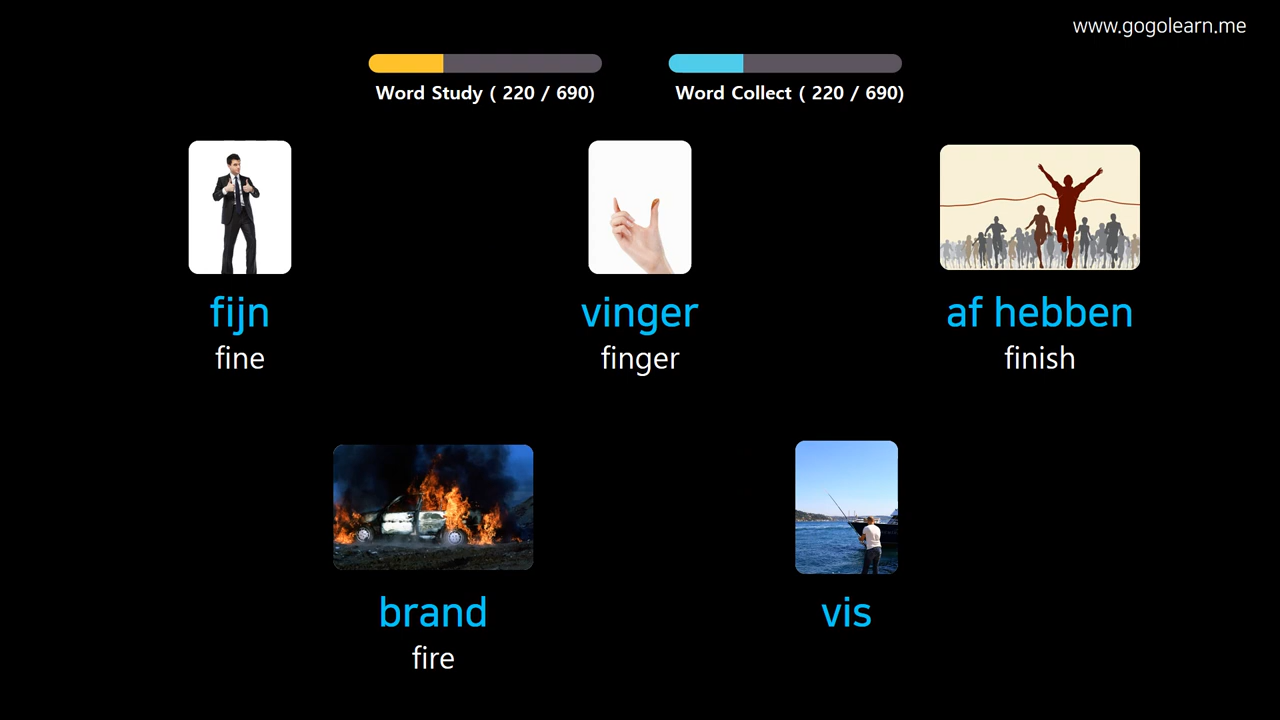 www.gogolearn.me
Word Study ( 220 / 690)
Word Collect ( 220 / 690)
fijn
fine
vinger
finger
af hebben
finish
brand
fire
vis